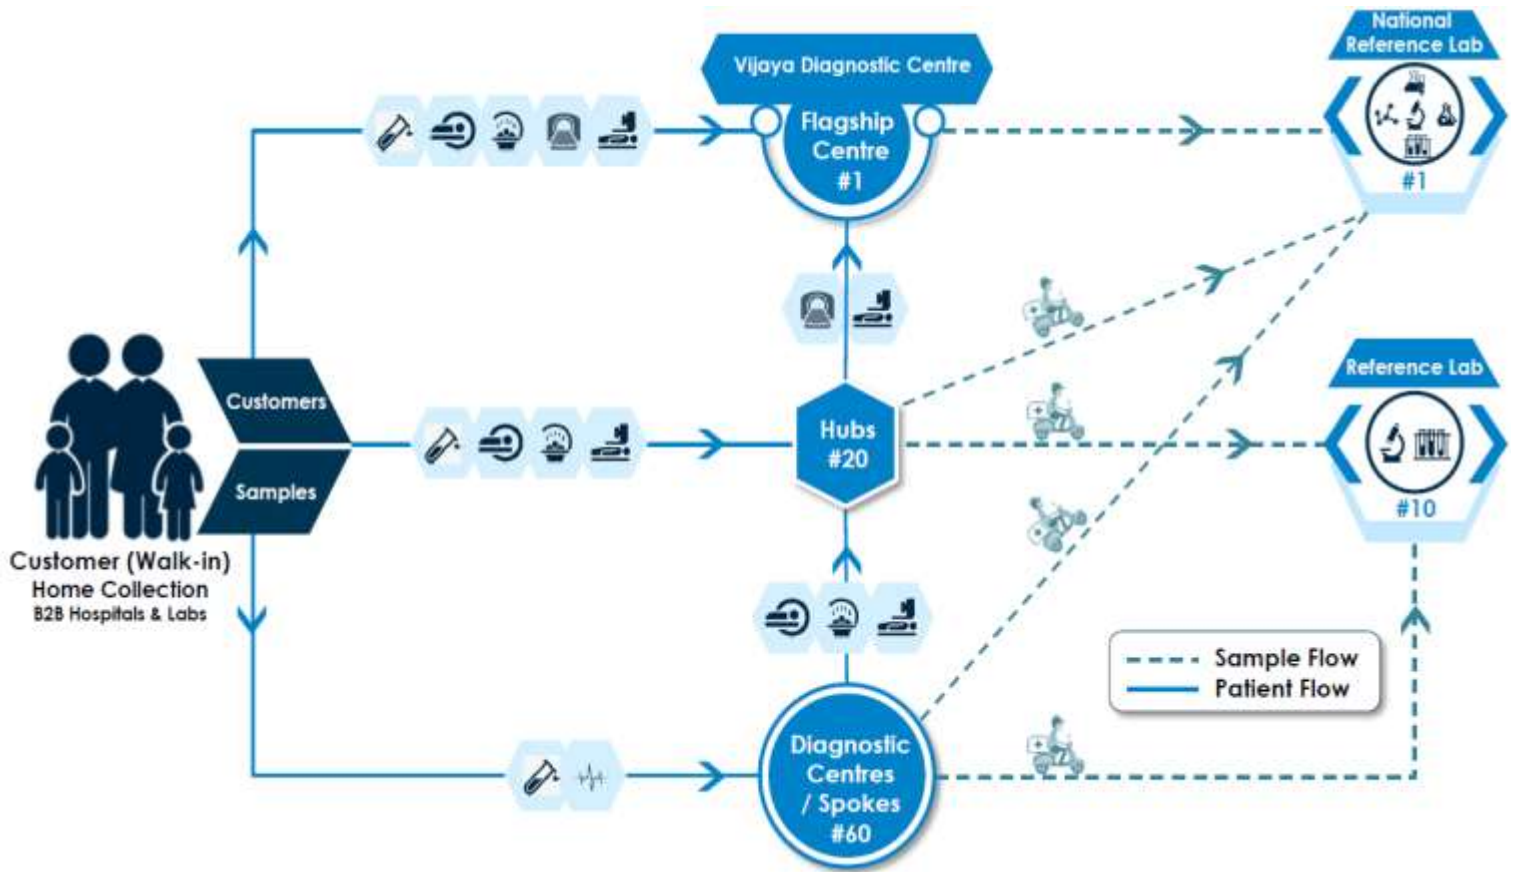 National
Reference Lab
#1
Vijaya Diagnostic Centre
Flagship
Centre
#1
Customers
Samples
Customer (Walk-in)
Home Collection
B2B Hospitals & Labs
Hubs
#20
Reference Lab
#10
Sample Flow
Patient Flow
Diagnostic
Centres
/ Spokes
#60